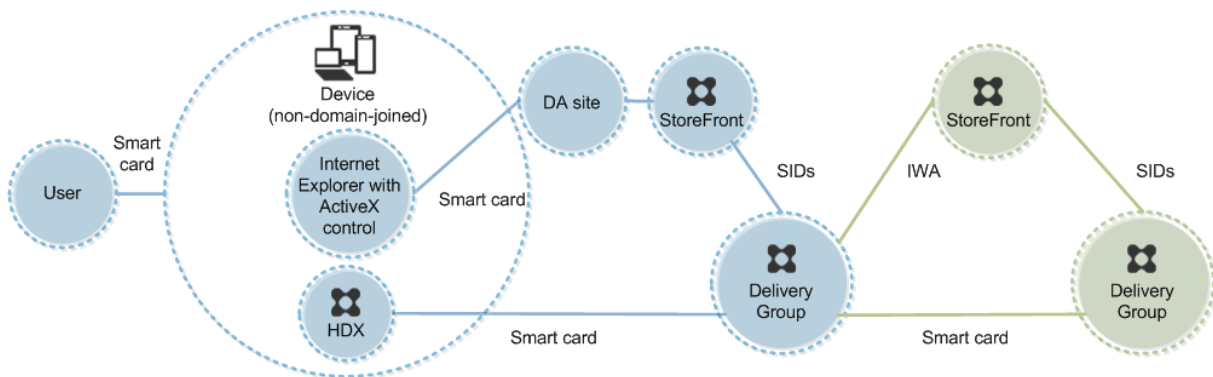 Device
(non-domain-joined)
DA site
StoreFront
StoreFront
Smart
card
User
Internet
Explorer with
ActiveX
control
Smart card
SIDs
IWA
SIDs
HDX
Smart card
Delivery
Group
Smart card
Delivery
Group